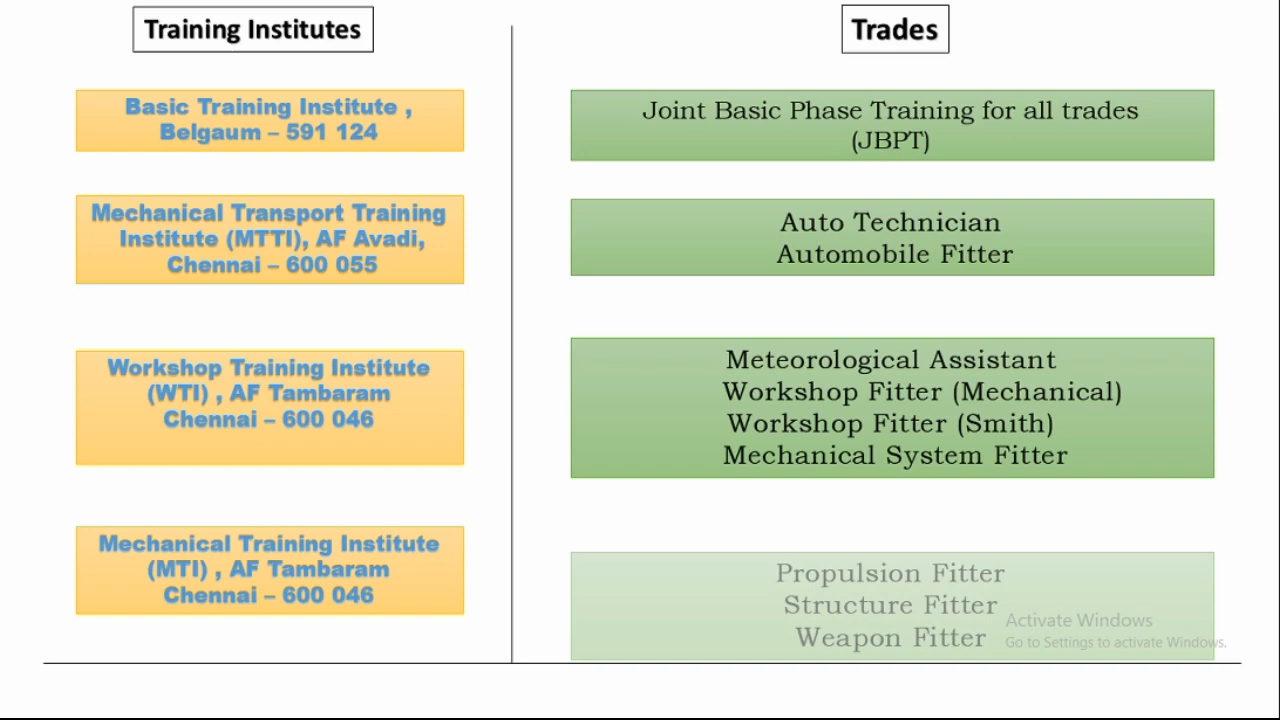 Training Institutes
Trades
Basic Training Institute ,
Belgaum – 591 124
Joint Basic Phase Training for all trades
(JBPT)
Mechanical Transport Training
Institute (MTTI), AF Avadi,
Chennai – 600 055
Auto Technician
Automobile Fitter
Workshop Training Institute
(WTI) , AF Tambaram
Chennai – 600 046
Meteorological Assistant
Workshop Fitter (Mechanical)
Workshop Fitter (Smith)
Mechanical System Fitter
Mechanical Training Institute
(MTI) , AF Tambaram
Chennai – 600 046
Propulsion Fitter
Structure Fitter
Weapon Fitter
Activate Windows
Go to Settings to activate Windows.